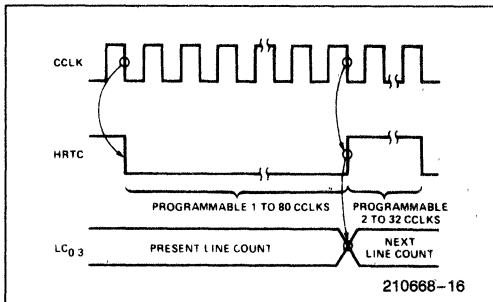 CCLK
HRTC
PROGRAMMABLE 1 TO 80 CCLKS
PROGRAMMABLE
2 TO 32 CCLKS
LC0 3
PRESENT LINE COUNT
NEXT
LINE COUNT
210668-16